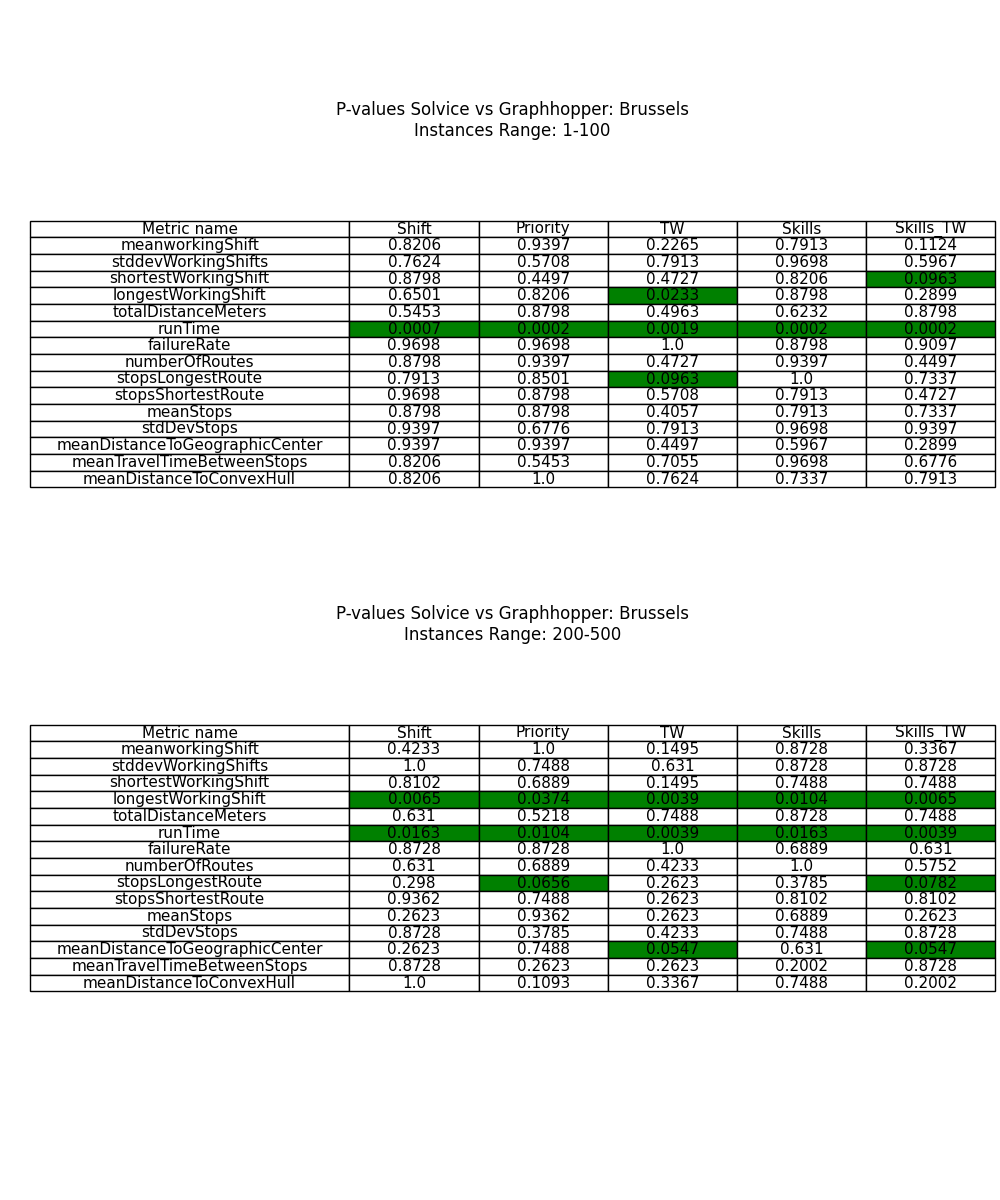 P-values Solvice vs Graphhopper: Brussels
Instances Range: 1-100
Metric name Shift Priority TW Skills Skills_TW
meanworkingShift 0.8206 0.9397 0.2265 0.7913 0.1124
stddevWorkingShifts 0.7624 0.5708 0.7913 0.9698 0.5967
shortestWorkingShift 0.8798 0.4497 0.4727 0.8206 0.0963
longestWorkingShift 0.6501 0.8206 0.0233 0.8798 0.2899
totalDistanceMeters 0.5453 0.8798 0.4963 0.6232 0.8798
runTime 0.0007 0.0002 0.0019 0.0002 0.0002
failureRate 0.9698 0.9698 1.0 0.8798 0.9097
numberOfRoutes 0.8798 0.9397 0.4727 0.9397 0.4497
stopsLongestRoute 0.7913 0.8501 0.0963 1.0 0.7337
stopsShortestRoute 0.9698 0.8798 0.5708 0.7913 0.4727
meanStops 0.8798 0.8798 0.4057 0.7913 0.7337
stdDevStops 0.9397 0.6776 0.7913 0.9698 0.9397
meanDistanceToGeographicCenter 0.9397 0.9397 0.4497 0.5967 0.2899
meanTravelTimeBetweenStops 0.8206 0.5453 0.7055 0.9698 0.6776
meanDistanceToConvexHull 0.8206 1.0 0.7624 0.7337 0.7913
P-values Solvice vs Graphhopper: Brussels
Instances Range: 200-500
Metric name Shift Priority TW Skills Skills_TW
meanworkingShift 0.4233 1.0 0.1495 0.8728 0.3367
stddevWorkingShifts 1.0 0.7488 0.631 0.8728 0.8728
shortestWorkingShift 0.8102 0.6889 0.1495 0.7488 0.7488
longestWorkingShift 0.0065 0.0374 0.0039 0.0104 0.0065
totalDistanceMeters 0.631 0.5218 0.7488 0.8728 0.7488
runTime 0.0163 0.0104 0.0039 0.0163 0.0039
failureRate 0.8728 0.8728 1.0 0.6889 0.631
numberOfRoutes 0.631 0.6889 0.4233 1.0 0.5752
stopsLongestRoute 0.298 0.0656 0.2623 0.3785 0.0782
stopsShortestRoute 0.9362 0.7488 0.2623 0.8102 0.8102
meanStops 0.2623 0.9362 0.2623 0.6889 0.2623
stdDevStops 0.8728 0.3785 0.4233 0.7488 0.8728
meanDistanceToGeographicCenter 0.2623 0.7488 0.0547 0.631 0.0547
meanTravelTimeBetweenStops 0.8728 0.2623 0.2623 0.2002 0.8728
meanDistanceToConvexHull 1.0 0.1093 0.3367 0.7488 0.2002